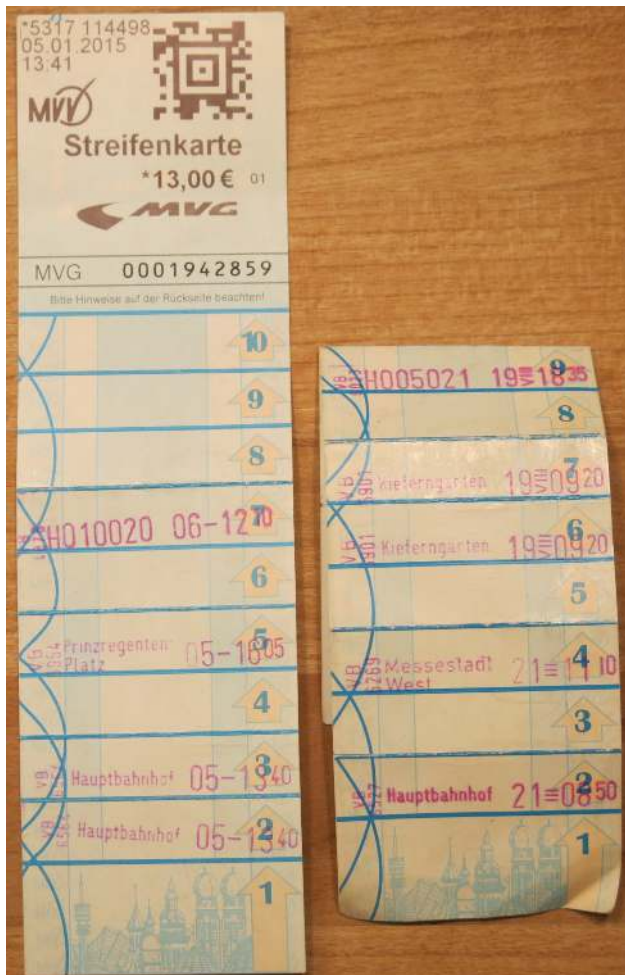 *5317 114498
05.01.2015
13:41
MVV
Streifenkarte
*13,00 € 01
MVG
MVG 0001942859
Bitte Hinweise auf der Rückseite beachten!
10
9
8
7
H010020 06-12 10
6
5
Prinzregenten-
Platz 05-16 05
4
3
Hauptbahnhof 05-13 40
2
Hauptbahnhof 05-13 40
1
9
H005021 19 VIII 18 35
8
7
Kieferngarten 19 VIII 09 20
6
Kieferngarten 19 VIII 09 20
5
4
Messestadt
West 21 = 11 10
3
2
Hauptbahnhof 21 = 08 50
1